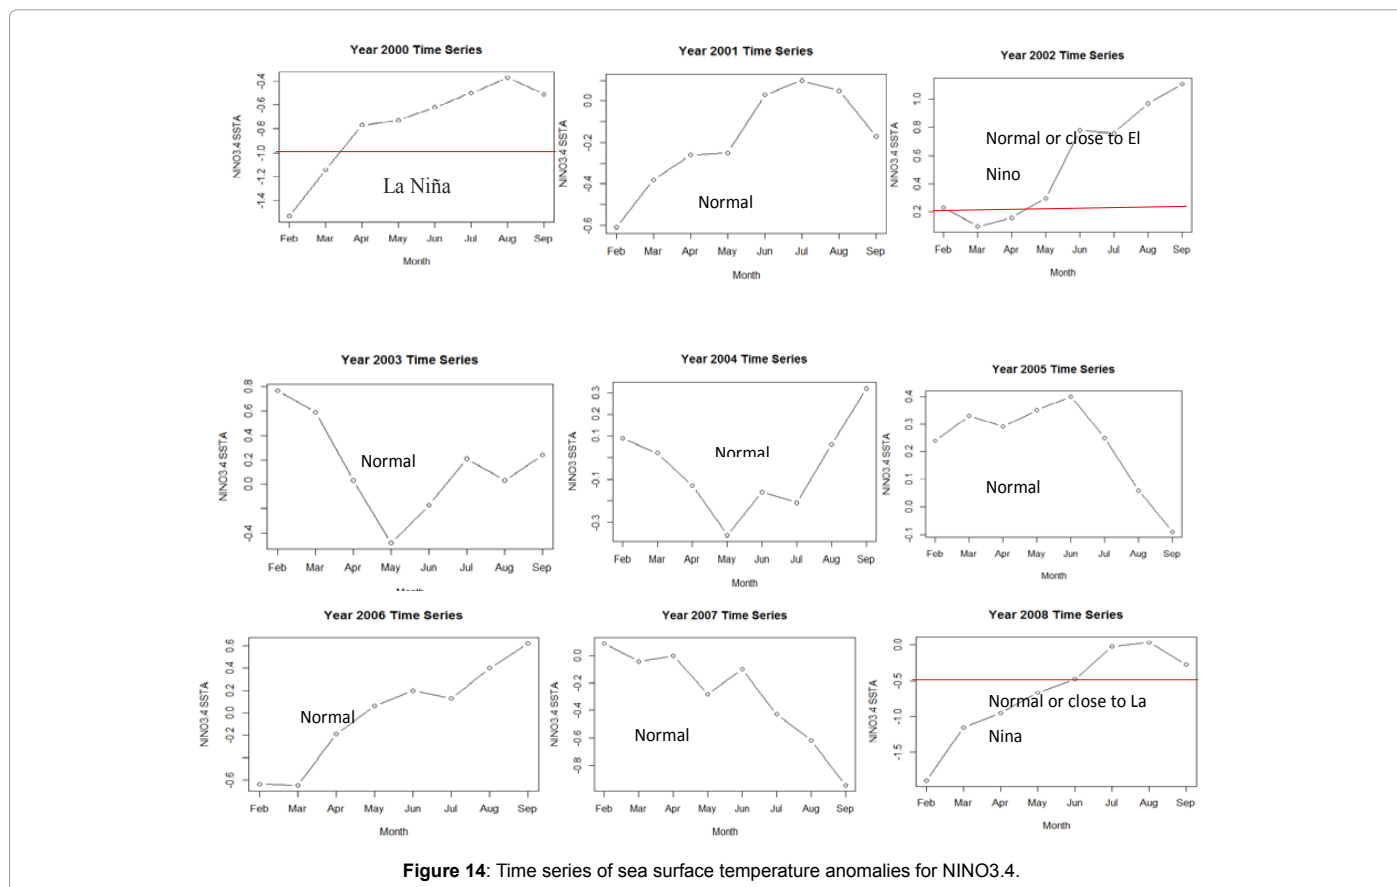 Year 2000 Time Series
NINO3.4 SSTA
-0.4
-0.6
-0.8
-1.0
-1.2
-1.4
La Niña
Feb Mar Apr May Jun Jul Aug Sep
Month
Year 2001 Time Series
NINO3.4 SSTA
0.0
-0.2
-0.4
-0.6
Normal
Feb Mar Apr May Jun Jul Aug Sep
Month
Year 2002 Time Series
NINO3.4 SSTA
1.0
0.8
0.6
0.4
0.2
Normal or close to El
Nino
Feb Mar Apr May Jun Jul Aug Sep
Month
Year 2003 Time Series
NINO3.4 SSTA
0.8
0.6
0.4
0.2
0.0
-0.4
Normal
Feb Mar Apr May Jun Jul Aug Sep
Month
Year 2004 Time Series
NINO3 SSTA
0.3
0.2
0.1
-0.1
-0.3
Normal
Feb Mar Apr May Jun Jul Aug Sep
Month
Year 2005 Time Series
NINO3.4 SSTA
0.4
0.3
0.2
0.1
0.0
-0.1
Normal
Feb Mar Apr May Jun Jul Aug Sep
Month
Year 2006 Time Series
NINO3.4 SSTA
0.6
0.4
0.2
0.0
-0.2
-0.6
Normal
Feb Mar Apr May Jun Jul Aug Sep
Month
Year 2007 Time Series
NINO3.4 SSTA
0.0
-0.2
-0.4
-0.6
-0.8
Normal
Feb Mar Apr May Jun Jul Aug Sep
Month
Year 2008 Time Series
NINO3.4 SSTA
0.0
-0.5
-1.0
-1.5
Normal or close to La
Nina
Feb Mar Apr May Jun Jul Aug Sep
Month
Figure 14: Time series of sea surface temperature anomalies for NINO3.4.